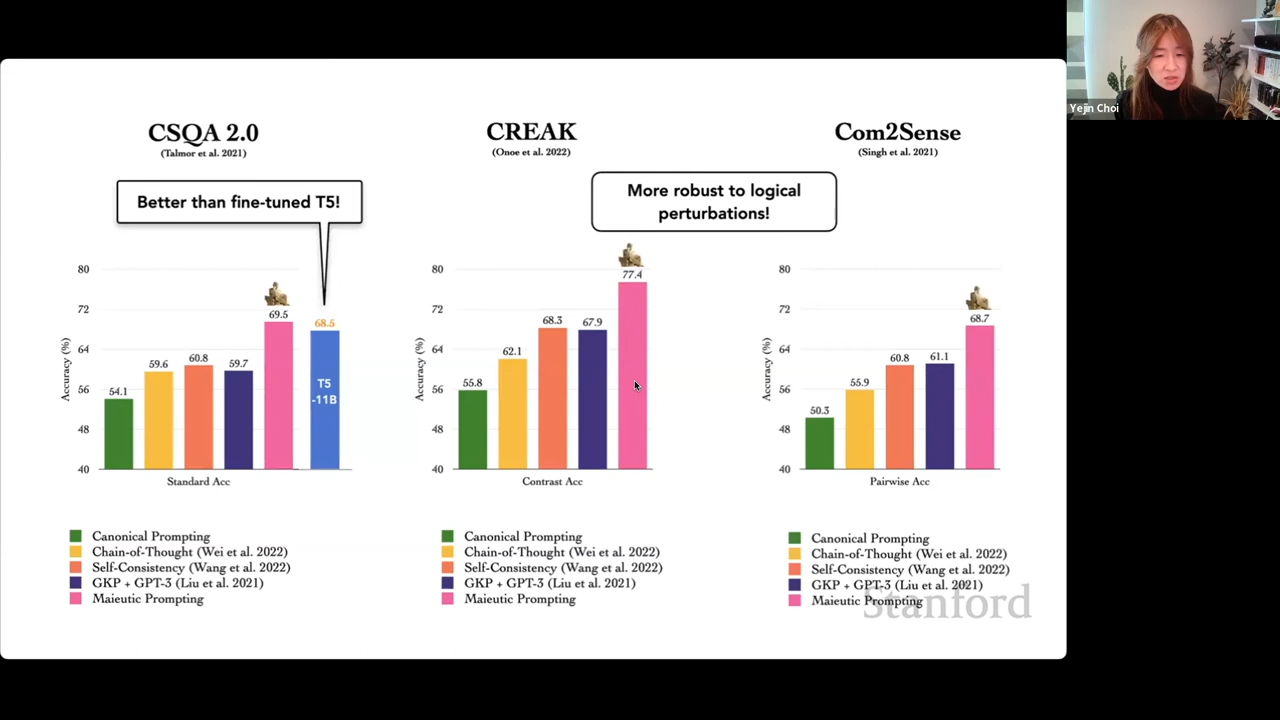 Yejin Choi
CSQA 2.0
(Talmor et al. 2021)
CREAK
(Onoe et al. 2022)
Com2Sense
(Singh et al. 2021)
Better than fine-tuned T5!
More robust to logical
perturbations!
80
72
64
56
48
40
Accuracy (%)
54.1
59.6
60.8
59.7
69.5
68.5
T5
-11B
Standard Acc
80
72
64
56
48
40
Accuracy (%)
55.8
62.1
68.3
67.9
77.4
Contrast Acc
80
72
64
56
48
40
Accuracy (%)
50.3
55.9
60.8
61.1
68.7
Pairwise Acc
Canonical Prompting
Chain-of-Thought (Wei et al. 2022)
Self-Consistency (Wang et al. 2022)
GKP + GPT-3 (Liu et al. 2021)
Maieutic Prompting
Canonical Prompting
Chain-of-Thought (Wei et al. 2022)
Self-Consistency (Wang et al. 2022)
GKP + GPT-3 (Liu et al. 2021)
Maieutic Prompting
Canonical Prompting
Chain-of-Thought (Wei et al. 2022)
Self-Consistency (Wang et al. 2022)
GKP + GPT-3 (Liu et al. 2021)
Maieutic Prompting
Stanford